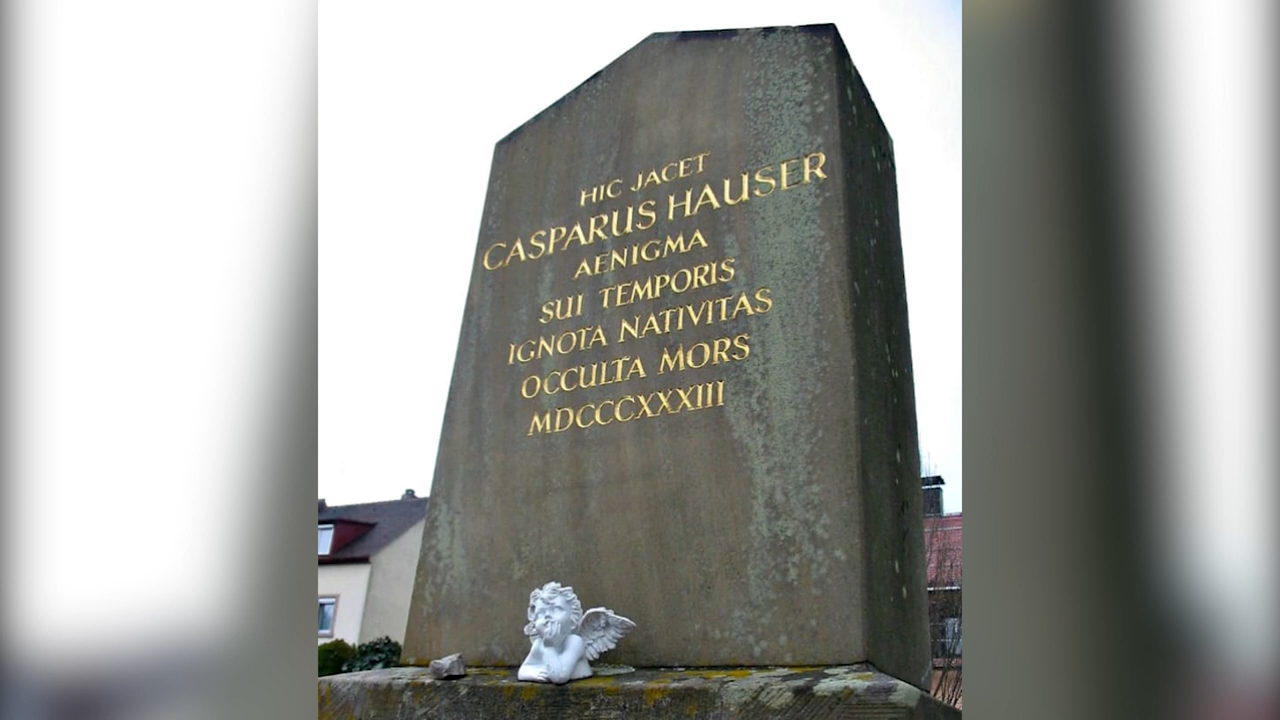 HIC JACET
CASPARUS HAUSER
AENIGMA
SUI TEMPORIS
IGNOTA NATIVITAS
OCCULTA MORS
MDCCCXXXIII